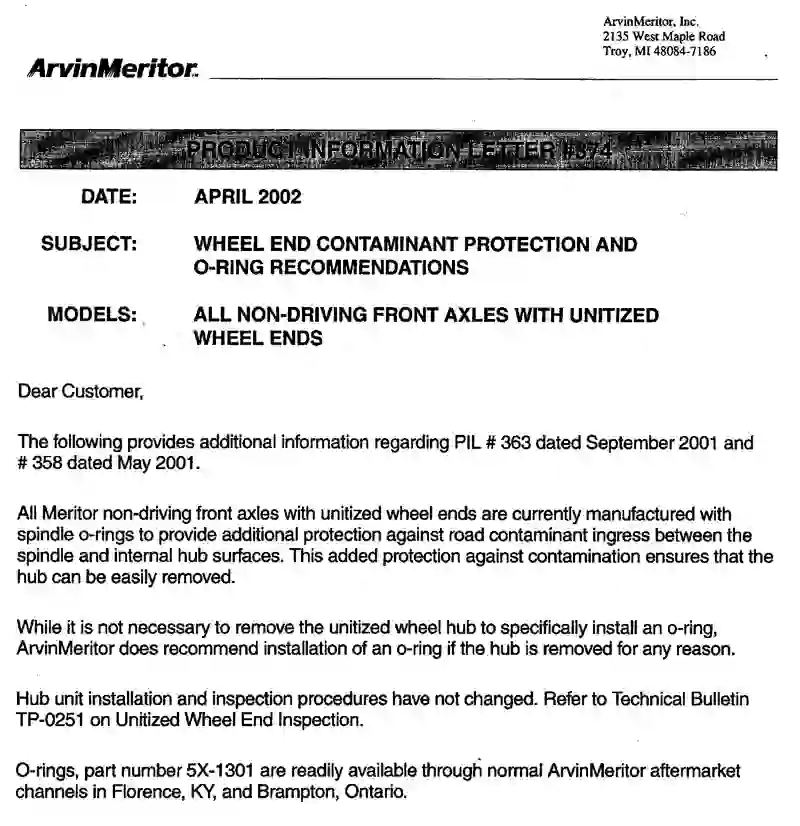 ArvinMeritor, Inc.
2135 West Maple Road
Troy, MI 48084-7186
ArvinMeritor
PRODUCT INFORMATION LETTER #374
DATE: APRIL 2002
SUBJECT: WHEEL END CONTAMINANT PROTECTION AND
O-RING RECOMMENDATIONS
MODELS: ALL NON-DRIVING FRONT AXLES WITH UNITIZED
WHEEL ENDS
Dear Customer,
The following provides additional information regarding PIL # 363 dated September 2001 and
# 358 dated May 2001.
All Meritor non-driving front axles with unitized wheel ends are currently manufactured with
spindle o-rings to provide additional protection against road contaminant ingress between the
spindle and internal hub surfaces. This added protection against contamination ensures that the
hub can be easily removed.
While it is not necessary to remove the unitized wheel hub to specifically install an o-ring,
ArvinMeritor does recommend installation of an o-ring if the hub is removed for any reason.
Hub unit installation and inspection procedures have not changed. Refer to Technical Bulletin
TP-0251 on Unitized Wheel End Inspection.
O-rings, part number 5X-1301 are readily available through normal ArvinMeritor aftermarket
channels in Florence, KY, and Brampton, Ontario.